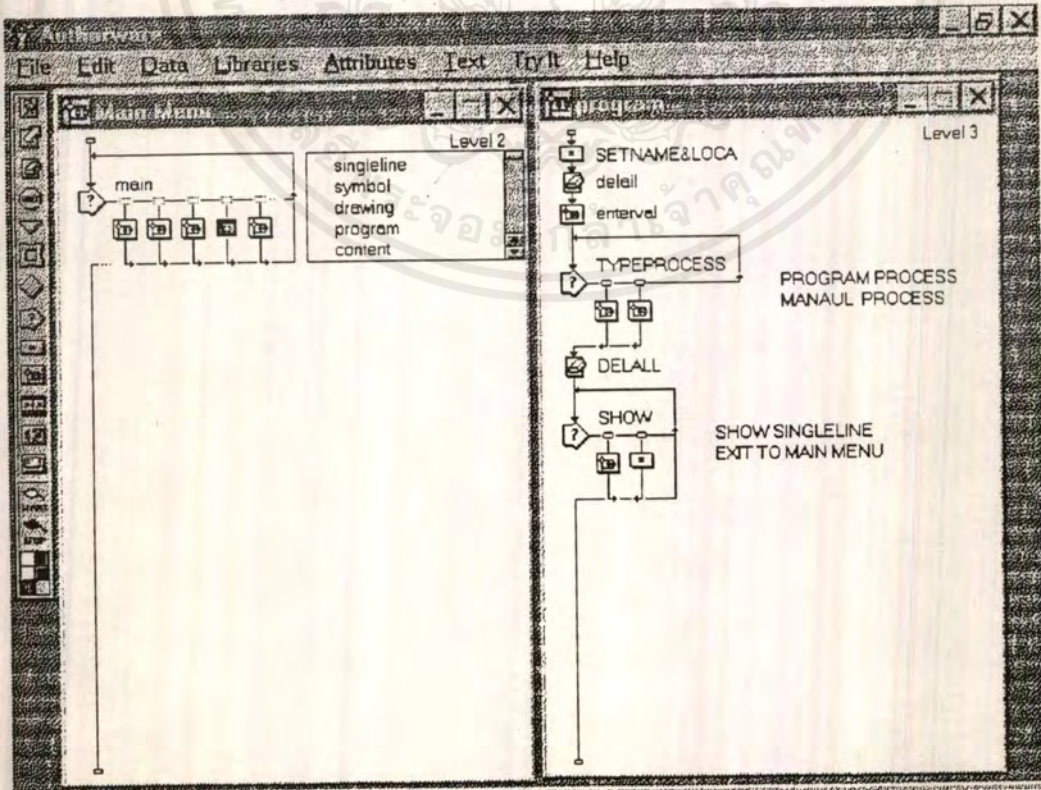 Authorware
File Edit Data Libraries Attributes Text Try It Help
Main Menu
Level 2
main
singleline
symbol
drawing
program
content
program
Level 3
SETNAME&LOCA
delall
enterval
TYPEPROCESS
PROGRAM PROCESS
MANAUL PROCESS
DELALL
SHOW
SHOW SINGLELINE
EXIT TO MAIN MENU